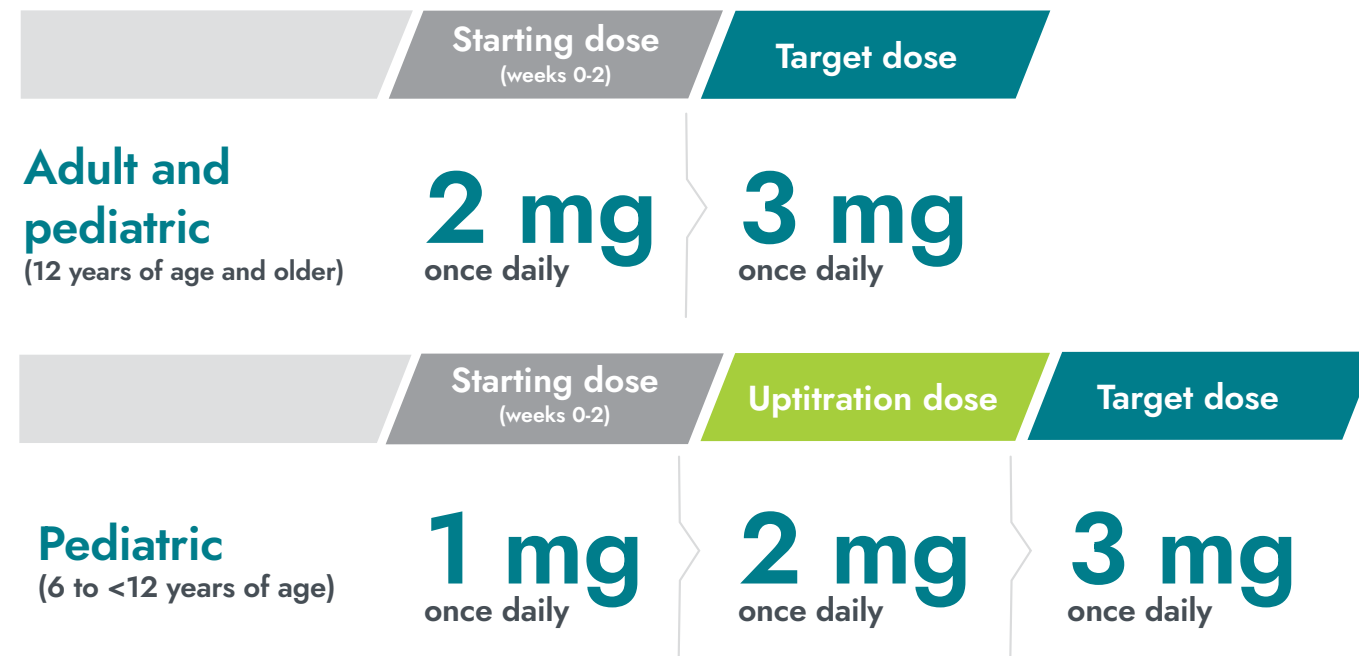 Starting dose
(weeks 0-2)
Target dose
Adult and
pediatric
(12 years of age and older)
2 mg
once daily
3 mg
once daily
Starting dose
(weeks 0-2)
Uptitration dose
Target dose
Pediatric
(6 to <12 years of age)
1 mg
once daily
2 mg
once daily
3 mg
once daily